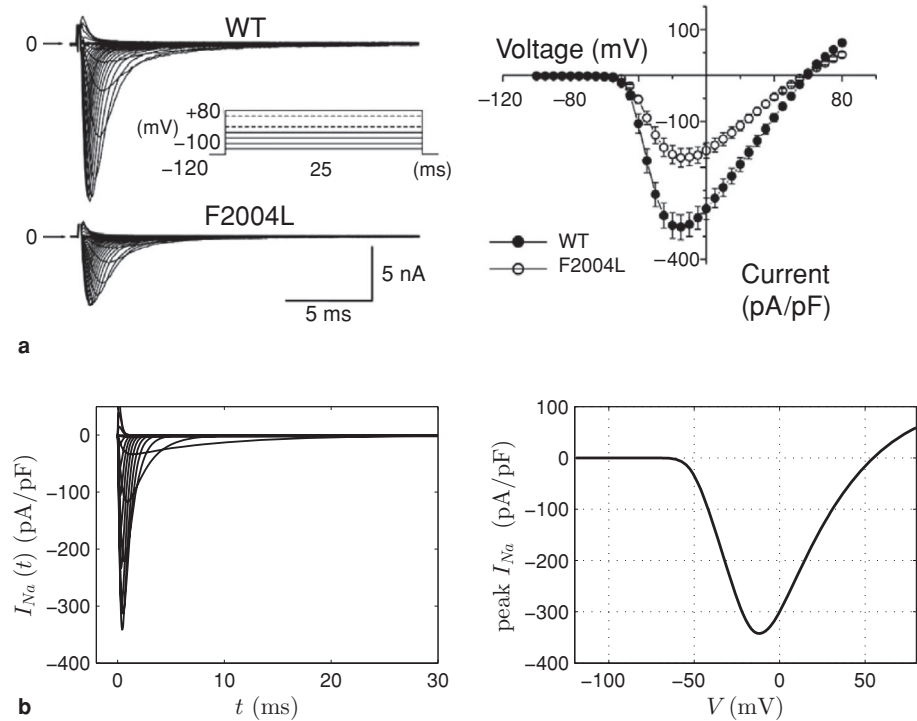 WT
0
+80
(mV)
−100
−120
25
(ms)
F2004L
0
5 nA
5 ms
100
Voltage (mV)
−120
−80
80
−100
WT
F2004L
−400
Current
(pA/pF)
a
0
−100
−200
−300
−400
0
10
20
30
I_Na(t) (pA/pF)
t (ms)
100
0
−100
−200
−300
−400
−100
−50
0
50
peak I_Na (pA/pF)
V (mV)
b